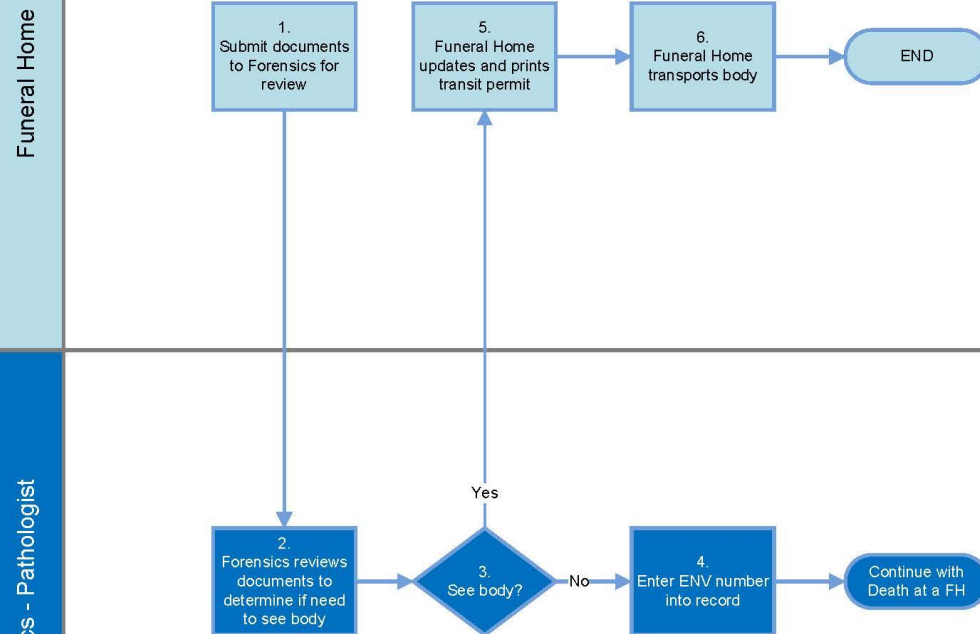 Funeral Home
1.
Submit documents
to Forensics for
review
5.
Funeral Home
updates and prints
transit permit
6.
Funeral Home
transports body
END
cs - Pathologist
Yes
2.
Forensics reviews
documents to
determine if need
to see body
3.
See body?
No
4.
Enter ENV number
into record
Continue with
Death at a FH